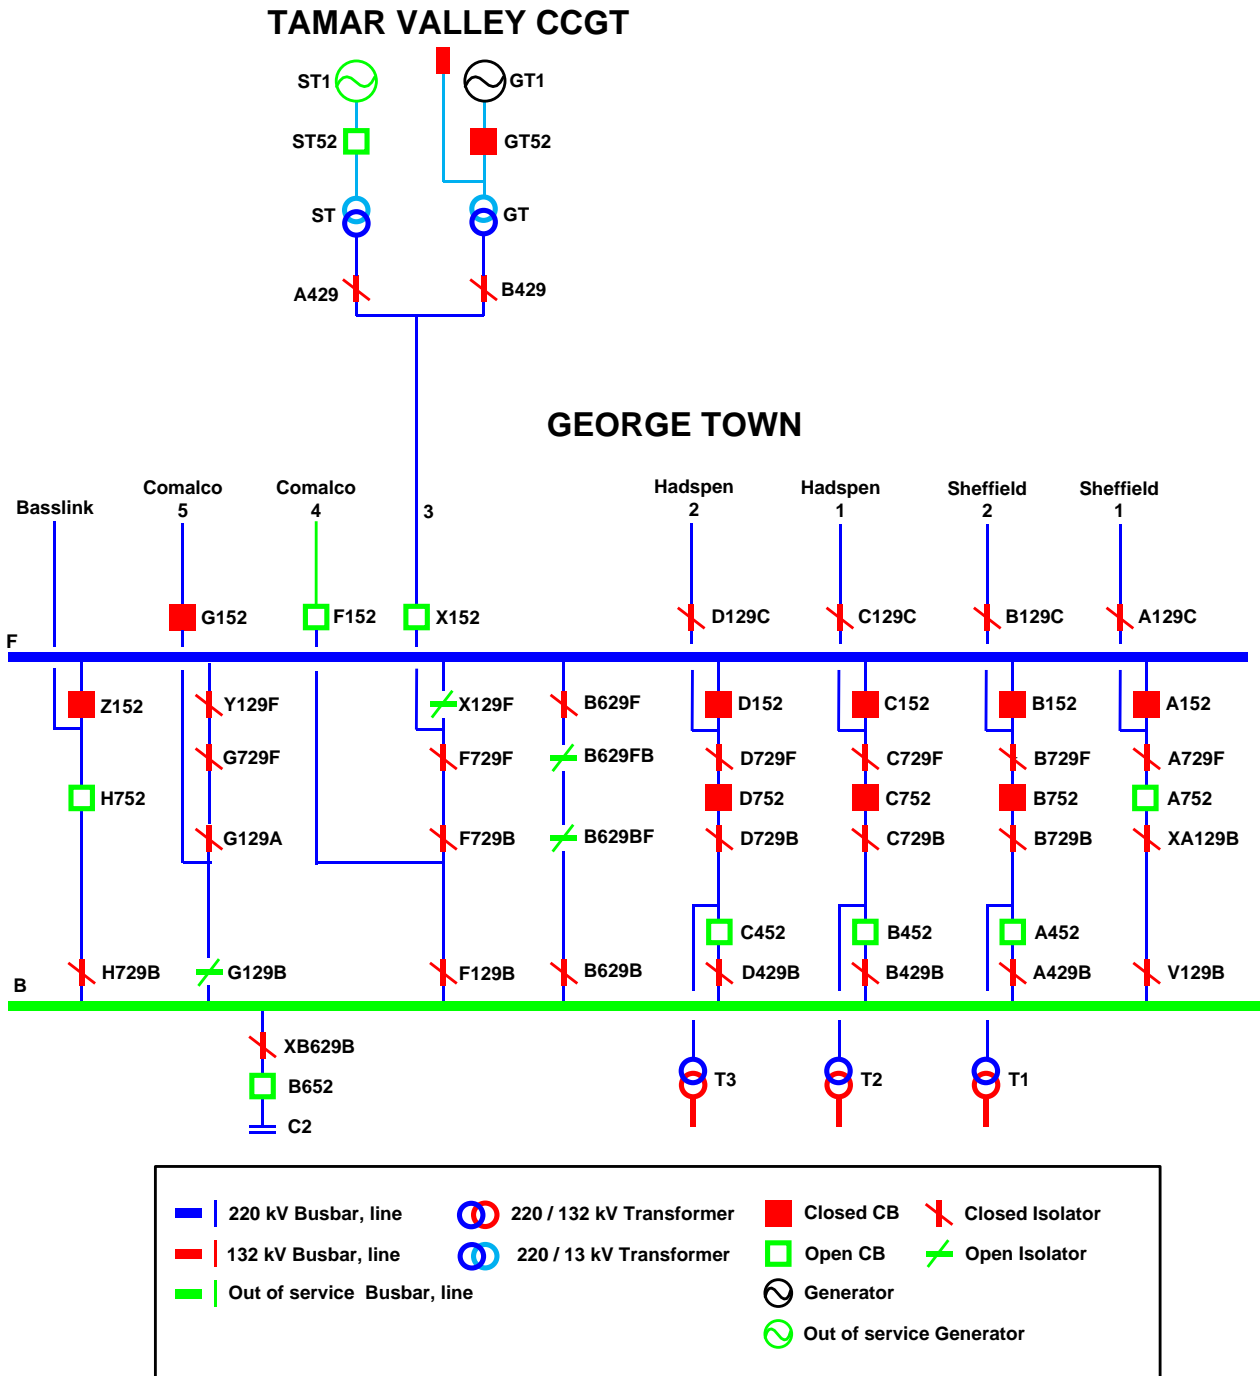 TAMAR VALLEY CCGT
ST1
GT1
ST52
GT52
ST
GT
A429
B429
GEORGE TOWN
Basslink
Comalco
5
Comalco
4
3
Hadspen
2
Hadspen
1
Sheffield
2
Sheffield
1
G152
F152
X152
D129C
C129C
B129C
A129C
F
Z152
Y129F
X129F
B629F
D152
C152
B152
A152
G729F
F729F
B629FB
D729F
C729F
B729F
A729F
H752
D752
C752
B752
A752
G129A
F729B
B629BF
D729B
C729B
B729B
XA129B
C452
B452
A452
H729B
G129B
F129B
B629B
D429B
B429B
A429B
V129B
B
XB629B
B652
C2
T3
T2
T1
220 kV Busbar, line
220 / 132 kV Transformer
Closed CB
Closed Isolator
132 kV Busbar, line
220 / 13 kV Transformer
Open CB
Open Isolator
Out of service Busbar, line
Generator
Out of service Generator